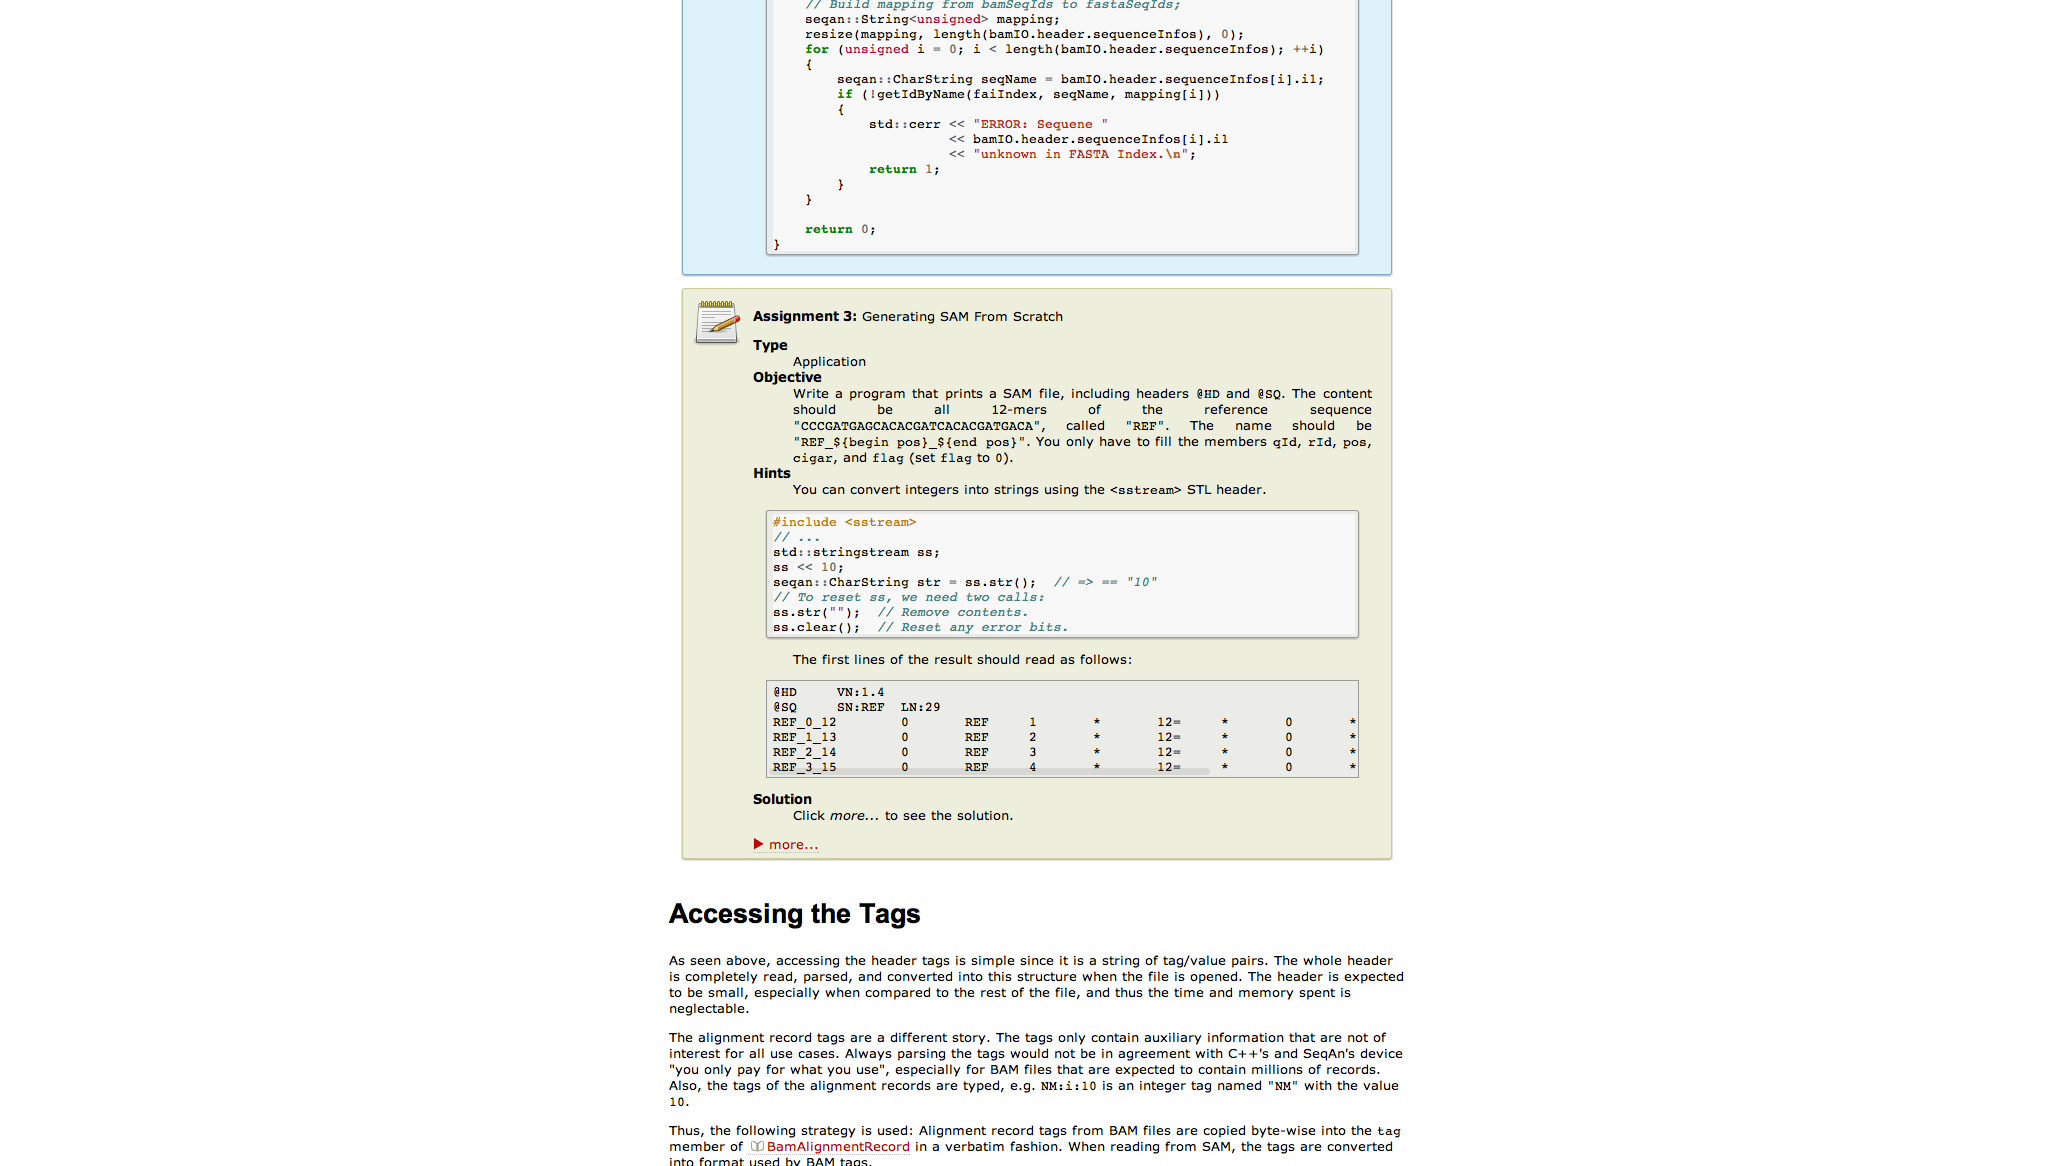 // Build mapping from bamSeqIds to fastaSeqIds;
seqan::String<unsigned> mapping;
resize(mapping, length(bamIO.header.sequenceInfos), 0);
for (unsigned i = 0; i < length(bamIO.header.sequenceInfos); ++i)
{
seqan::CharString seqName = bamIO.header.sequenceInfos[i].i1;
if (!getIdByName(faiIndex, seqName, mapping[i]))
{
std::cerr << "ERROR: Sequene "
<< bamIO.header.sequenceInfos[i].i1
<< "unknown in FASTA Index.\n";
return 1;
}
}
return 0;
}
Assignment 3: Generating SAM From Scratch
Type
Application
Objective
Write a program that prints a SAM file, including headers @HD and @SQ. The content
should be all 12-mers of the reference sequence
"CCCGATGAGCACACGATCACACGATGACA", called "REF". The name should be
"REF_${begin pos}_${end pos}". You only have to fill the members qId, rId, pos,
cigar, and flag (set flag to 0).
Hints
You can convert integers into strings using the <sstream> STL header.
#include <sstream>
// ...
std::stringstream ss;
ss << 10;
seqan::CharString str = ss.str();  // => == "10"
// To reset ss, we need two calls:
ss.str("");  // Remove contents.
ss.clear();  // Reset any error bits.
The first lines of the result should read as follows:
@HD VN:1.4
@SQ SN:REF LN:29
REF_0_12 0 REF 1 * 12= * 0 *
REF_1_13 0 REF 2 * 12= * 0 *
REF_2_14 0 REF 3 * 12= * 0 *
REF_3_15 0 REF 4 * 12= * 0 *
Solution
Click more... to see the solution.
more...
Accessing the Tags
As seen above, accessing the header tags is simple since it is a string of tag/value pairs. The whole header
is completely read, parsed, and converted into this structure when the file is opened. The header is expected
to be small, especially when compared to the rest of the file, and thus the time and memory spent is
neglectable.
The alignment record tags are a different story. The tags only contain auxiliary information that are not of
interest for all use cases. Always parsing the tags would not be in agreement with C++'s and SeqAn's device
"you only pay for what you use", especially for BAM files that are expected to contain millions of records.
Also, the tags of the alignment records are typed, e.g. NM:i:10 is an integer tag named "NM" with the value
10.
Thus, the following strategy is used: Alignment record tags from BAM files are copied byte-wise into the tag
member of BamAlignmentRecord in a verbatim fashion. When reading from SAM, the tags are converted
into format used by BAM tags.